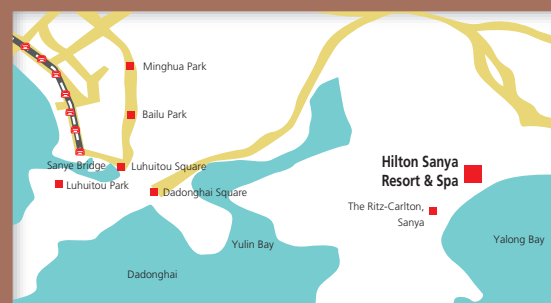 Minghua Park
Bailu Park
Sanye Bridge
Luhuitou Square
Luhuitou Park
Dadonghai Square
Hilton Sanya
Resort & Spa
The Ritz-Carlton,
Sanya
Yulin Bay
Yalong Bay
Dadonghai